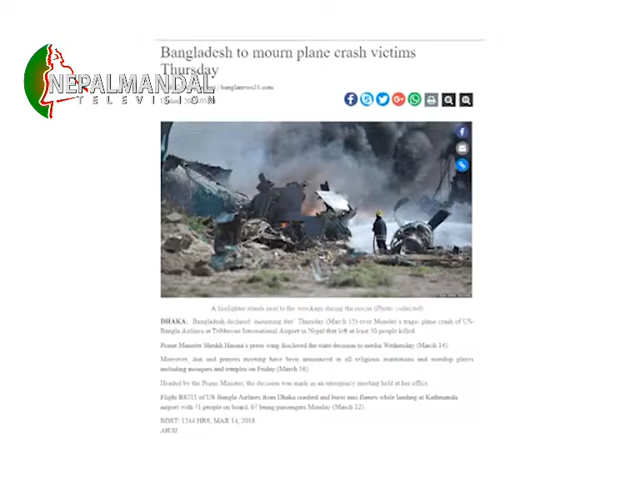 Bangladesh to mourn plane crash victims
Thursday
NEPALMANDAL
TELEVISION
banglanews24.com
A firefighter stands next to the wreckage during the rescue (Photo: collected)
DHAKA: Bangladesh declared 'mourning day' Thursday (March 15) over Monday's tragic plane crash of US-
Bangla Airlines at Tribhuvan International Airport in Nepal that left at least 50 people killed.
Prime Minister Sheikh Hasina's press wing disclosed the state decision to media Wednesday (March 14).
Moreover, dua and prayers meeting have been announced in all religious institutions and worship places
including mosques and temples on Friday (March 16)
Headed by the Prime Minister, the decision was made in an emergency meeting held at her office.
Flight BS211 of US Bangla Airlines from Dhaka crashed and burst into flames while landing at Kathmandu
airport with 71 people on board, 67 being passengers Monday (March 12).
BDST: 1244 HRS, MAR 14, 2018